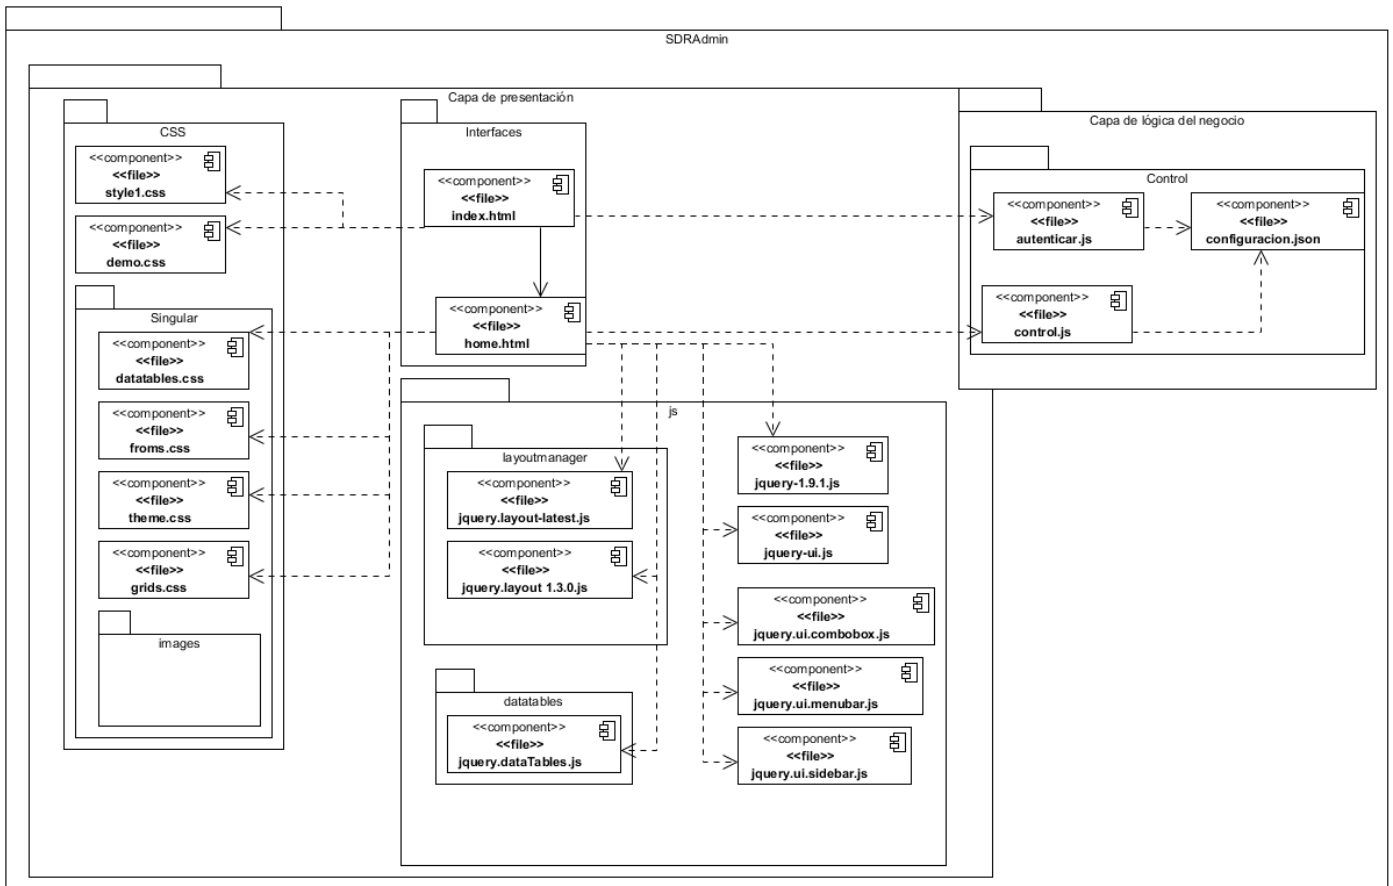 SDRAdmin
Capa de presentación
CSS
<<component>>
<<file>>
style1.css
<<component>>
<<file>>
demo.css
Singular
<<component>>
<<file>>
datatables.css
<<component>>
<<file>>
froms.css
<<component>>
<<file>>
theme.css
<<component>>
<<file>>
grids.css
images
Interfaces
<<component>>
<<file>>
index.html
<<component>>
<<file>>
home.html
js
layoutmanager
<<component>>
<<file>>
jquery.layout-latest.js
<<component>>
<<file>>
jquery.layout 1.3.0.js
datatables
<<component>>
<<file>>
jquery.dataTables.js
<<component>>
<<file>>
jquery-1.9.1.js
<<component>>
<<file>>
jquery-ui.js
<<component>>
<<file>>
jquery.ui.combobox.js
<<component>>
<<file>>
jquery.ui.menubar.js
<<component>>
<<file>>
jquery.ui.sidebar.js
Capa de lógica del negocio
Control
<<component>>
<<file>>
autenticar.js
<<component>>
<<file>>
configuracion.json
<<component>>
<<file>>
control.js